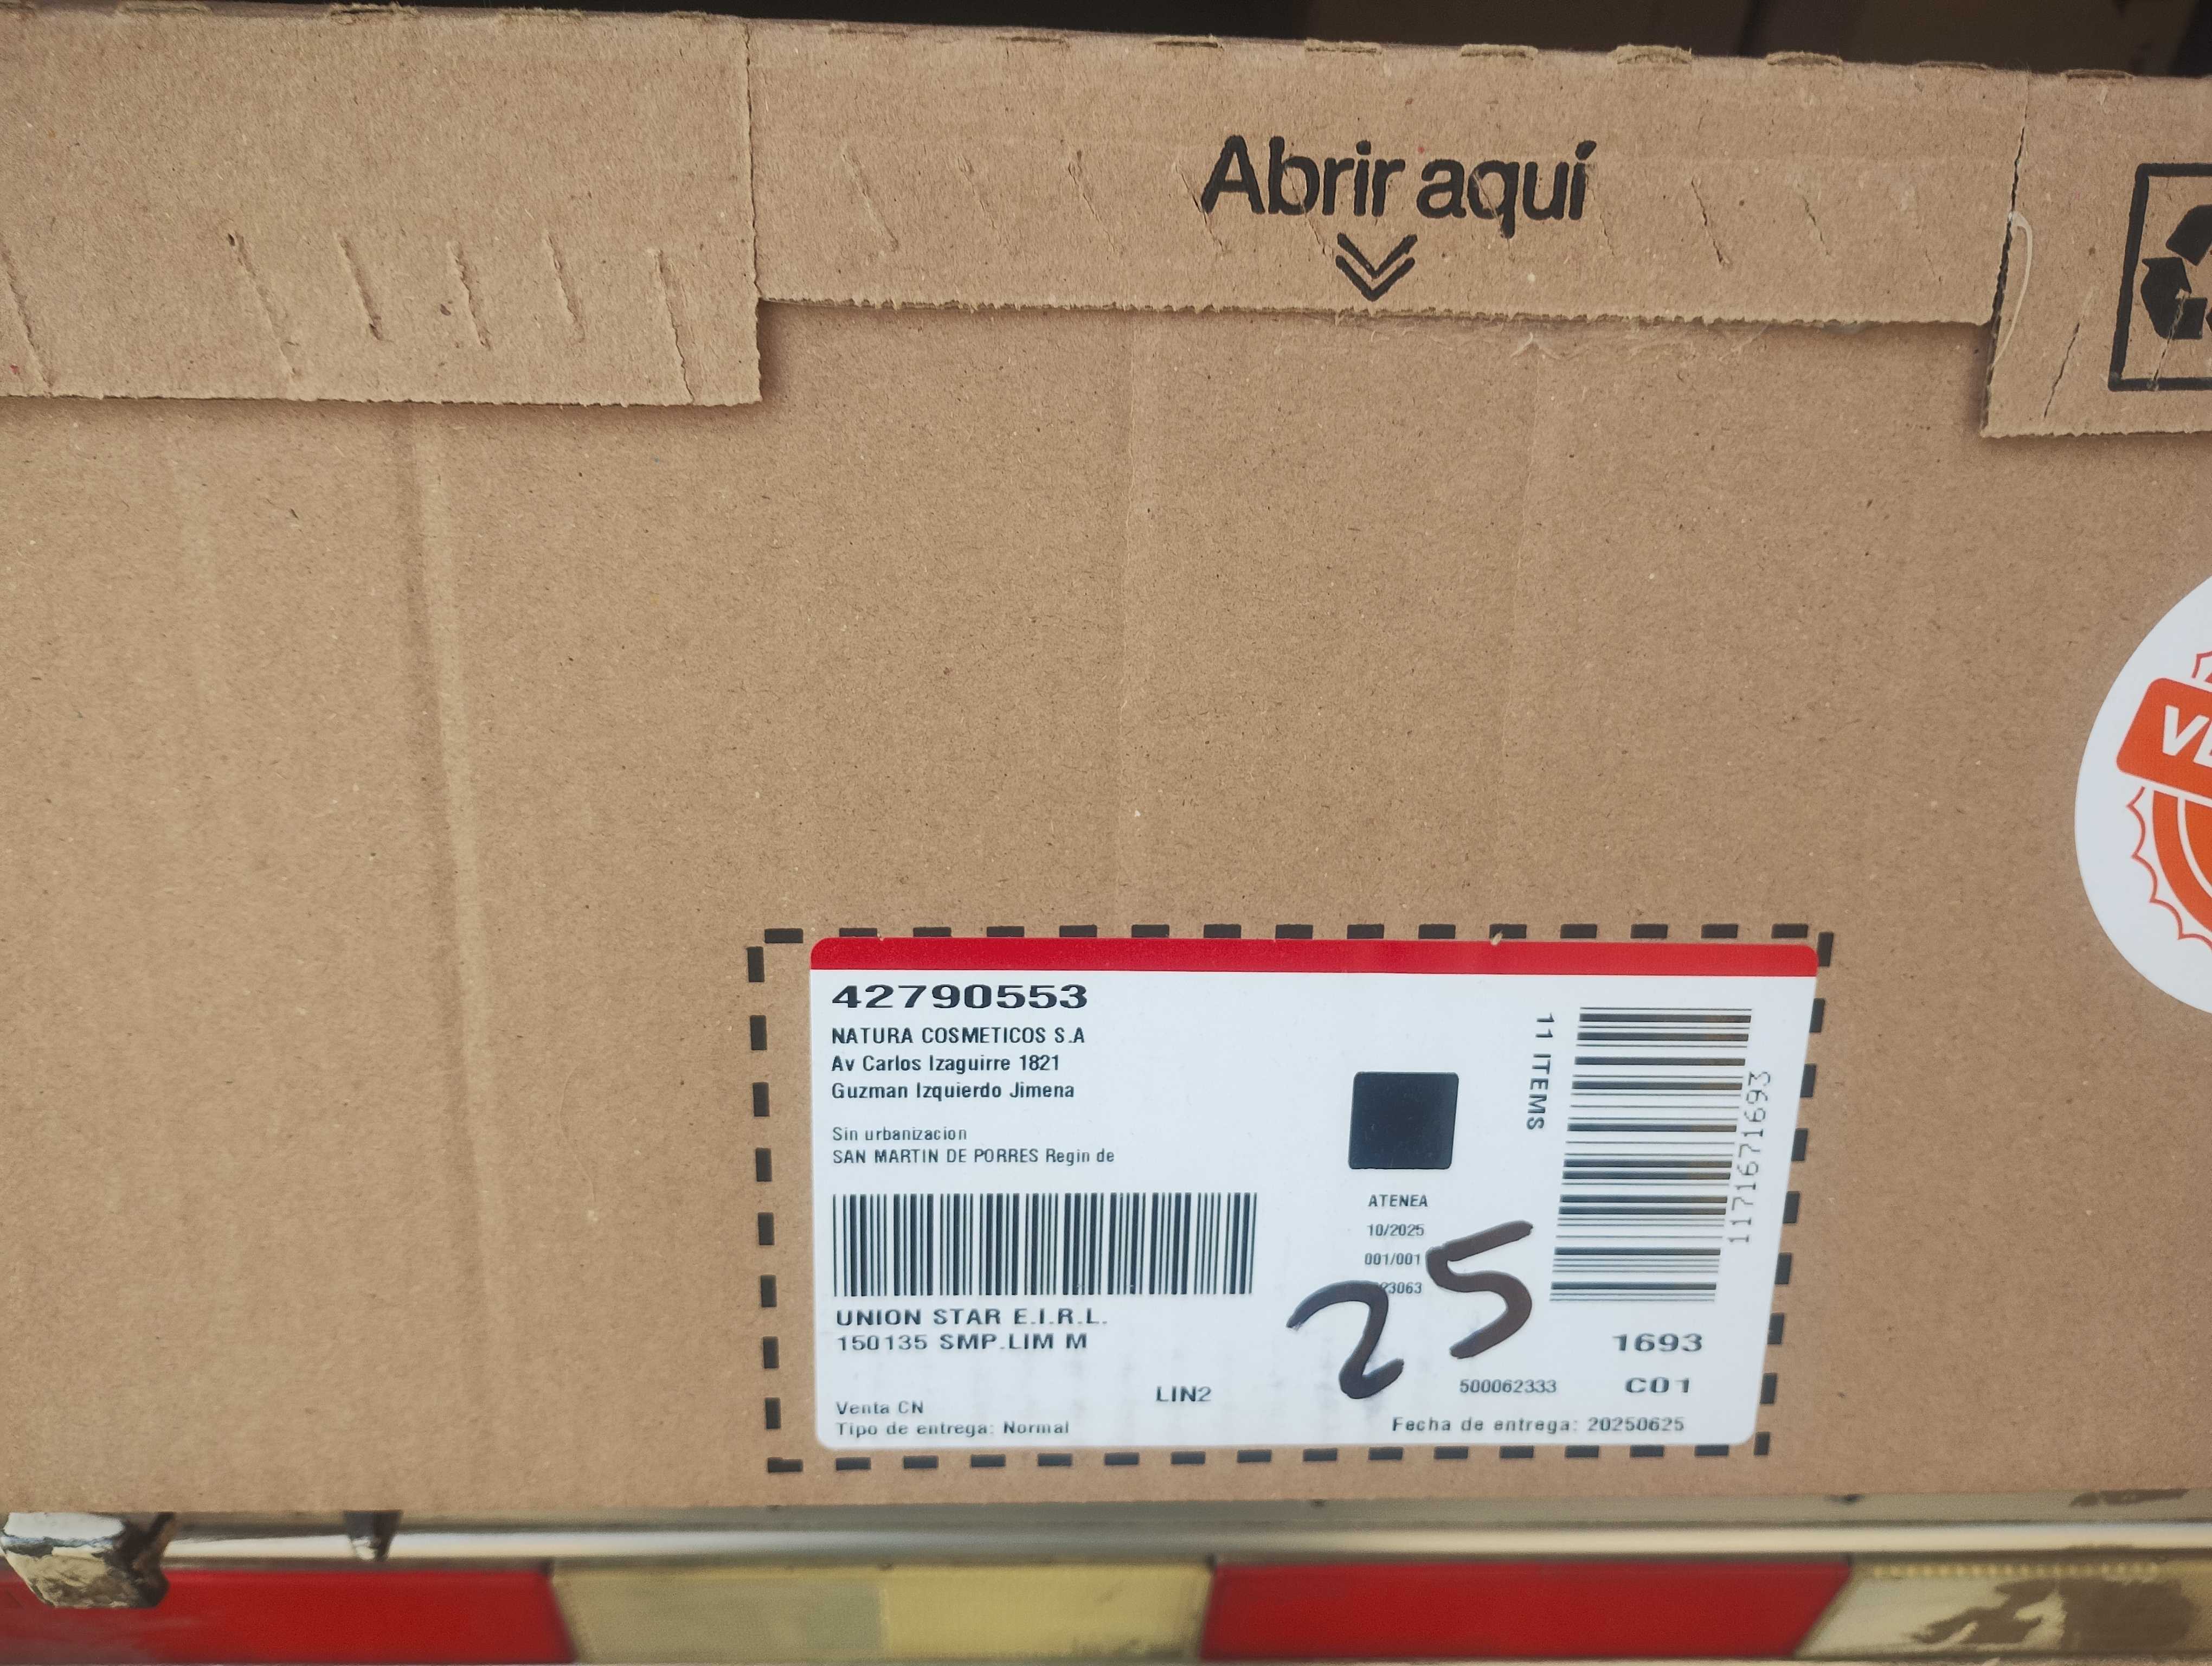 Abrir aquí
42790553
NATURA COSMETICOS S.A
Av Carlos Izaguirre 1821
Guzman Izquierdo Jimena
Sin urbanizacion
SAN MARTIN DE PORRES Regin de
UNION STAR E.I.R.L.
150135 SMP.LIM M
LIN2
Venta CN
Tipo de entrega: Normal
ATENEA
10/2025
001/001
25
11 ITEMS
1171671693
1693
500062333 C01
Fecha de entrega: 20250625